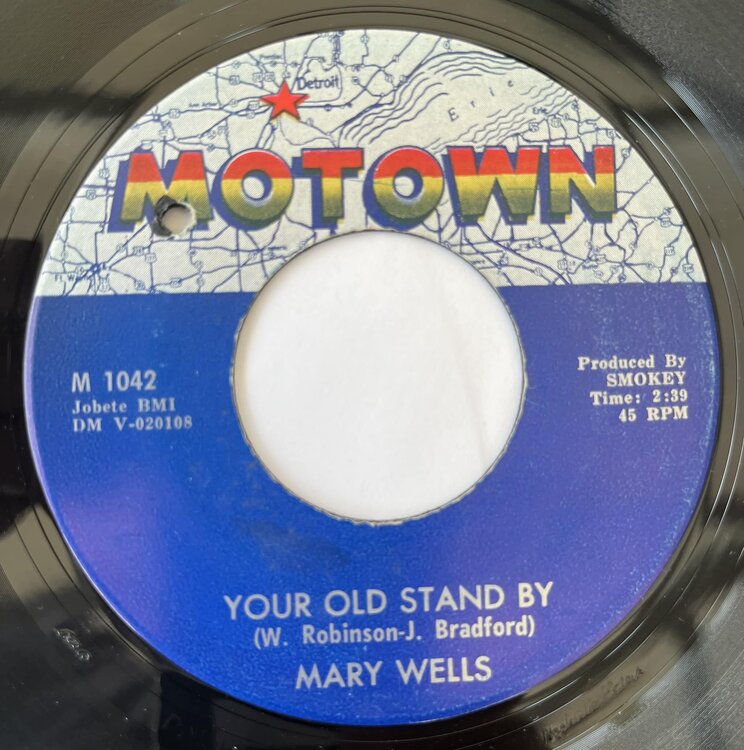 Detroit
Erie
MOTOWN
M 1042
Jobete BMI
DM V-020108
Produced By
SMOKEY
Time: 2:39
45 RPM
YOUR OLD STAND BY
(W. Robinson-J. Bradford)
MARY WELLS